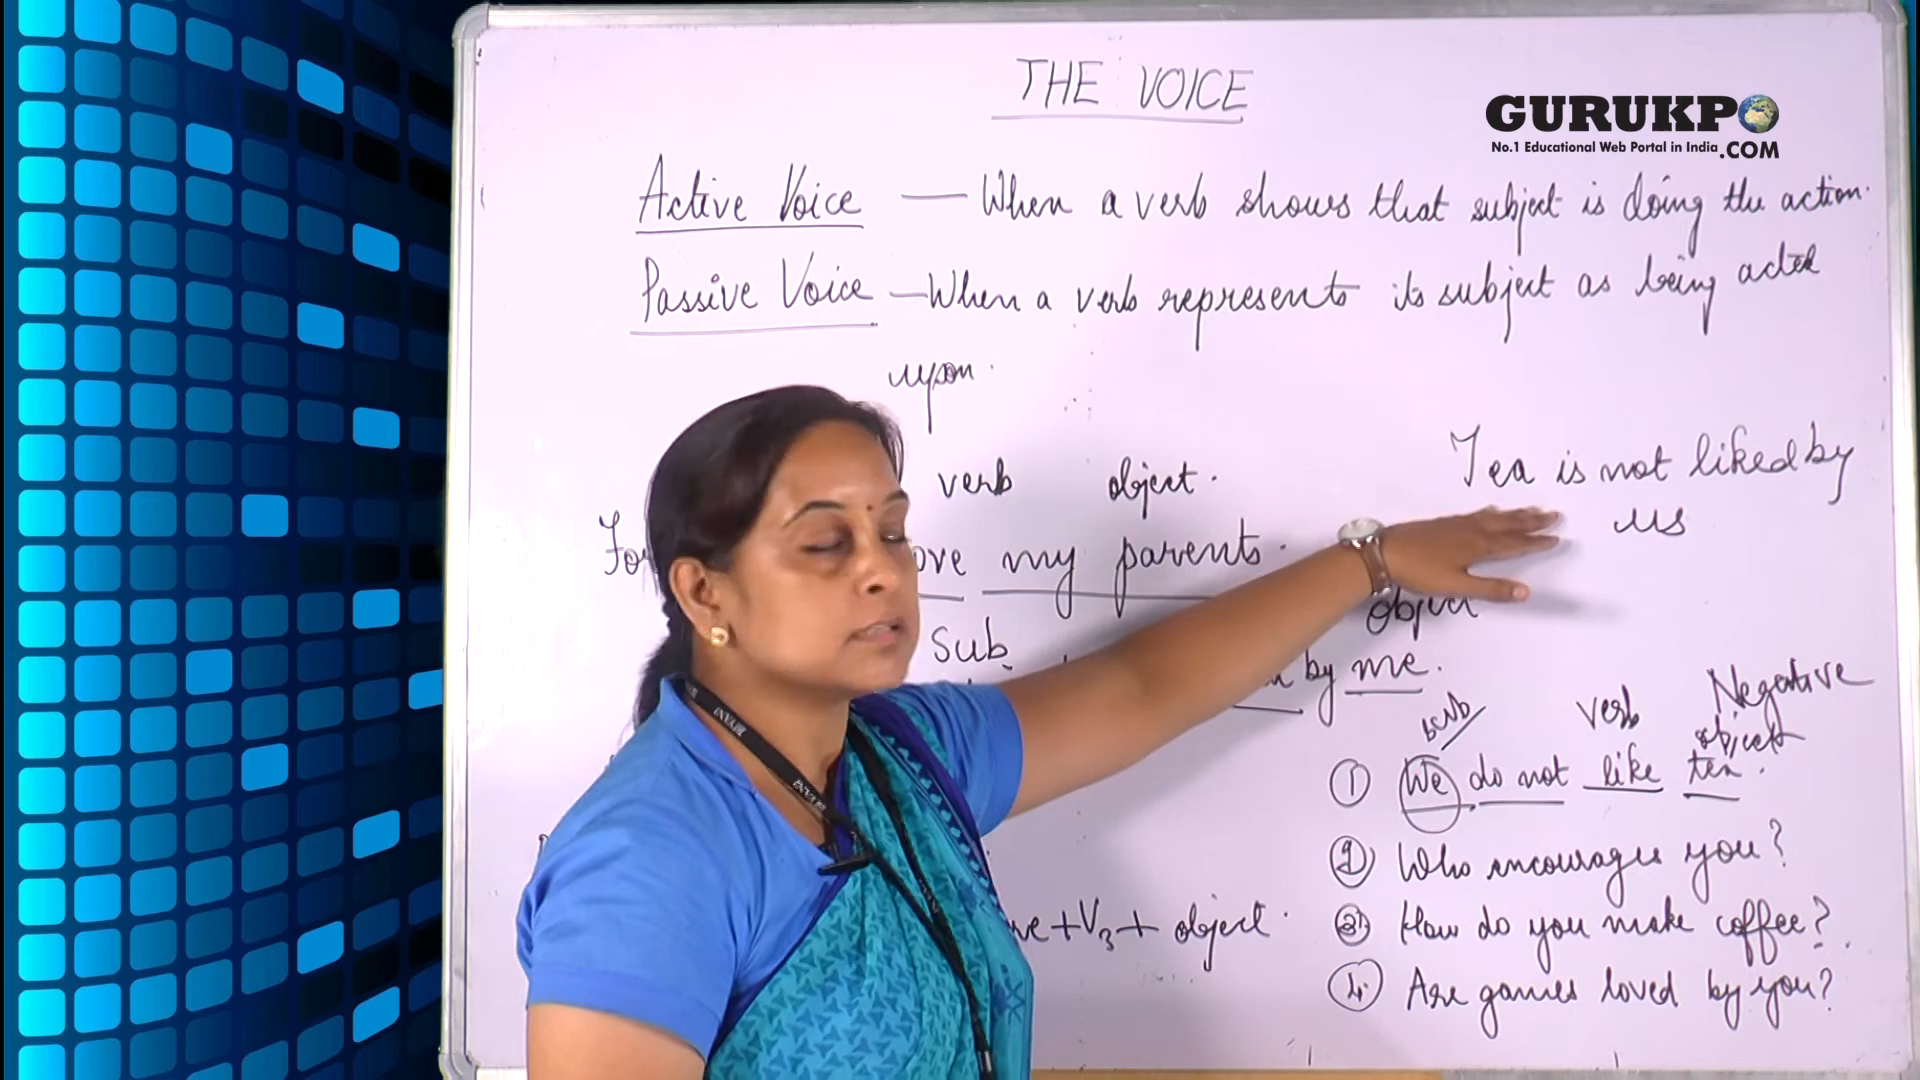 THE VOICE
GURUKPO
No.1 Educational Web Portal in India .COM
Active Voice — When a verb shows that subject is doing the action.
Passive Voice — When a verb represents its subject as being acted
upon.
verb object.
Tea is not liked by
us
my parents.
object
Sub
by me.
Negative
sub verb object
① We do not like tea.
② Who encourages you?
③ How do you make coffee?
+V3+ object.
④ Are games loved by you?